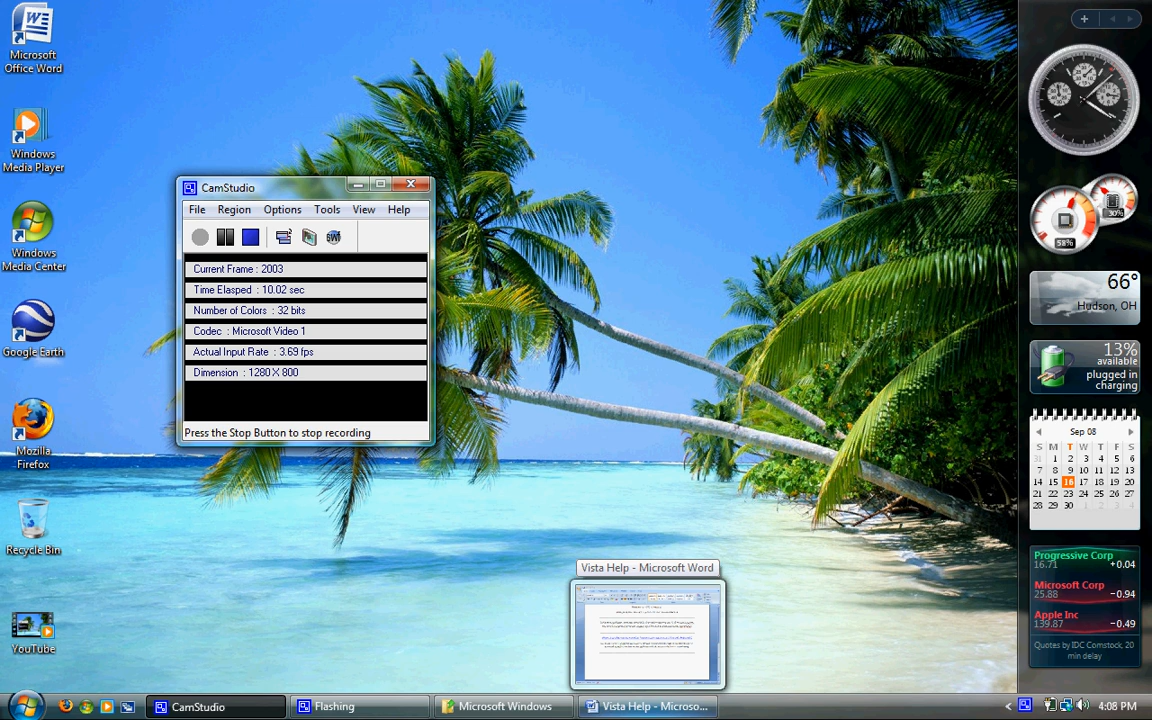 Microsoft
Office Word
Windows
Media Player
Windows
Media Center
Google Earth
Mozilla
Firefox
Recycle Bin
YouTube
CamStudio
File Region Options Tools View Help
Current Frame : 2003
Time Elasped : 10.02 sec
Number of Colors : 32 bits
Codec : Microsoft Video 1
Actual Input Rate : 3.69 fps
Dimension : 1280 X 800
Press the Stop Button to stop recording
Vista Help - Microsoft Word
30%
58%
66°
Hudson, OH
13%
available
plugged in
charging
Sep 08
S M T W T F S
31 1 2 3 4 5 6
7 8 9 10 11 12 13
14 15 16 17 18 19 20
21 22 23 24 25 26 27
28 29 30 1 2 3 4
Progressive Corp
16.71 +0.04
Microsoft Corp
25.88 -0.94
Apple Inc
139.87 -0.49
Quotes by IDC Comstock, 20
min delay
CamStudio
Flashing
Microsoft Windows
Vista Help - Microso...
4:08 PM